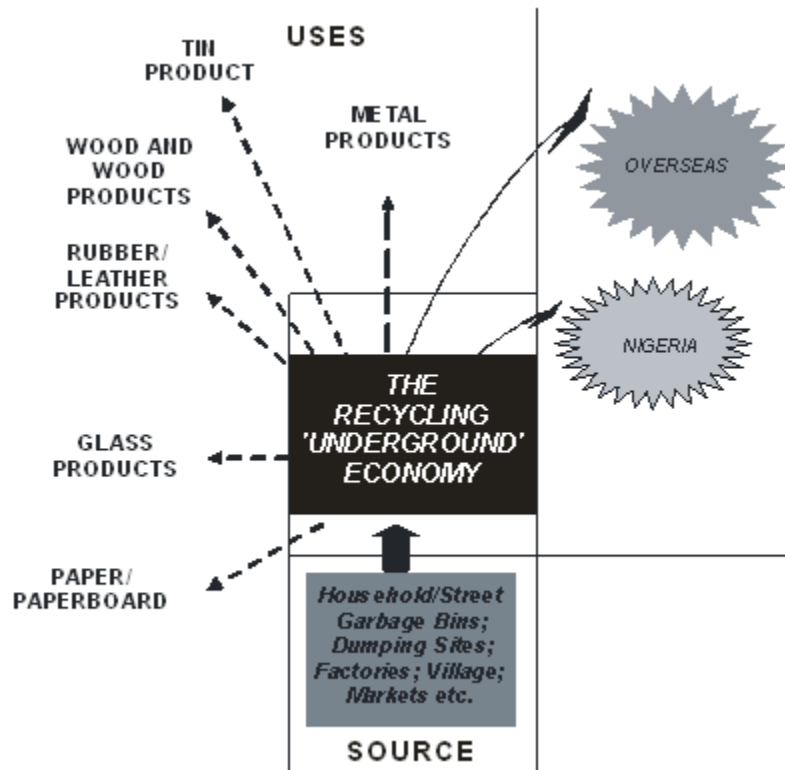 USES
TIN
PRODUCT
METAL
PRODUCTS
OVERSEAS
WOOD AND
WOOD
PRODUCTS
RUBBER/
LEATHER
PRODUCTS
NIGERIA
THE
RECYCLING
'UNDERGROUND'
ECONOMY
GLASS
PRODUCTS
PAPER/
PAPERBOARD
Household/Street
Garbage Bins;
Dumping Sites;
Factories; Village;
Markets etc.
SOURCE